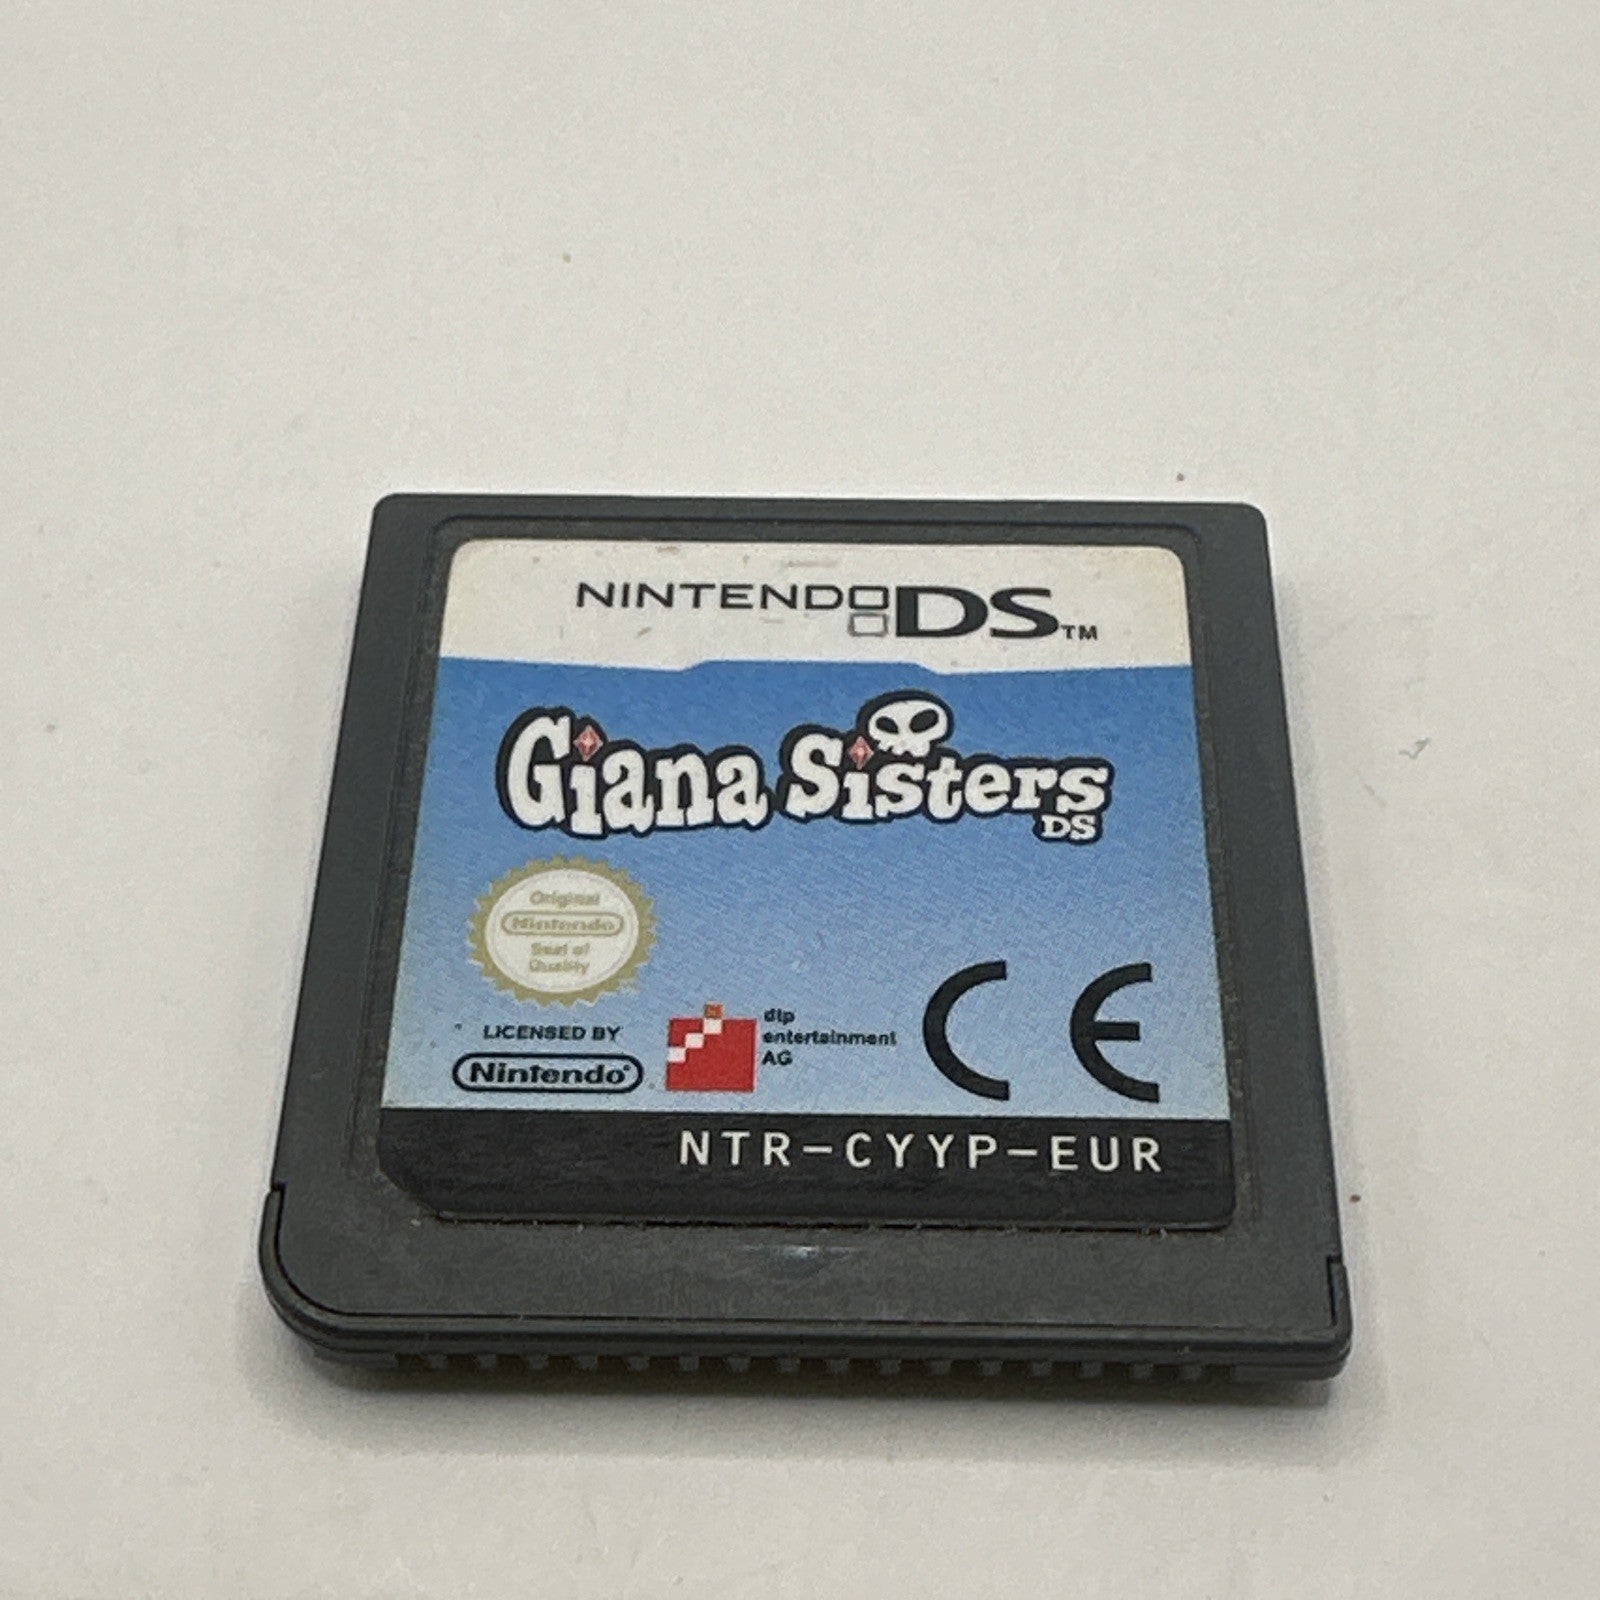 NINTENDO DS™
Giana Sisters
DS
Original
Nintendo
Seal of
Quality
LICENSED BY
Nintendo®
dtp
entertainment
AG
CE
NTR-CYYP-EUR